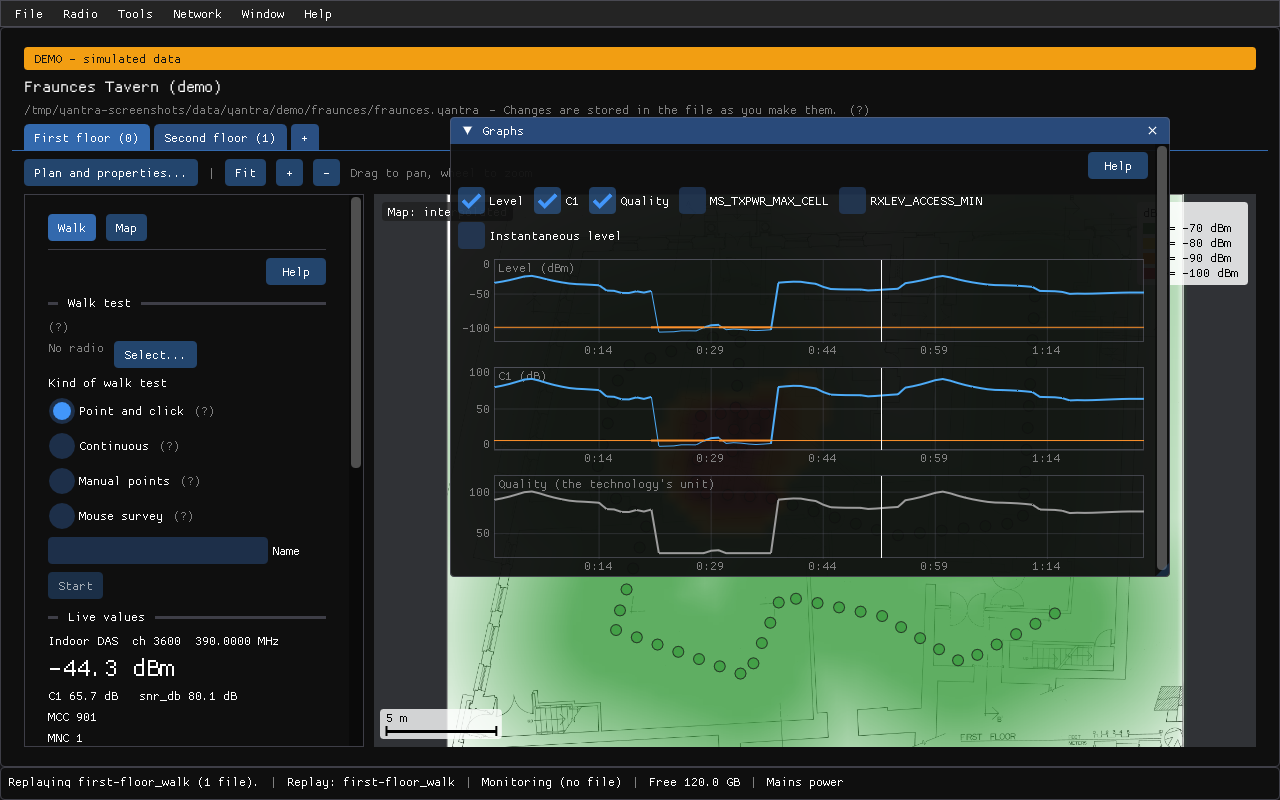 File Radio Tools Network Window Help
DEMO - simulated data
Fraunces Tavern (demo)
/tmp/yantra-screenshots/data/yantra/demo/fraunces/fraunces.yantra - Changes are stored in the file as you make them. (?)
First floor (0) Second floor (1) +
Plan and properties... | Fit + - Drag to pan, wheel to zoom
Walk Map
Help
Walk test
(?)
No radio Select...
Kind of walk test
Point and click (?)
Continuous (?)
Manual points (?)
Mouse survey (?)
Name
Start
Live values
Indoor DAS ch 3600 390.0000 MHz
-44.3 dBm
C1 65.7 dB snr_db 80.1 dB
MCC 901
MNC 1
Map: inte
Graphs
Help
Level C1 Quality MS_TXPWR_MAX_CELL RXLEV_ACCESS_MIN
Instantaneous level
Level (dBm)
0
-50
-100
0:14 0:29 0:44 0:59 1:14
C1 (dB)
100
50
0
0:14 0:29 0:44 0:59 1:14
Quality (the technology's unit)
100
50
0:14 0:29 0:44 0:59 1:14
= -70 dBm
= -80 dBm
= -90 dBm
= -100 dBm
5 m
FIRST FLOOR
Replaying first-floor_walk (1 file). | Replay: first-floor_walk | Monitoring (no file) | Free 120.0 GB | Mains power